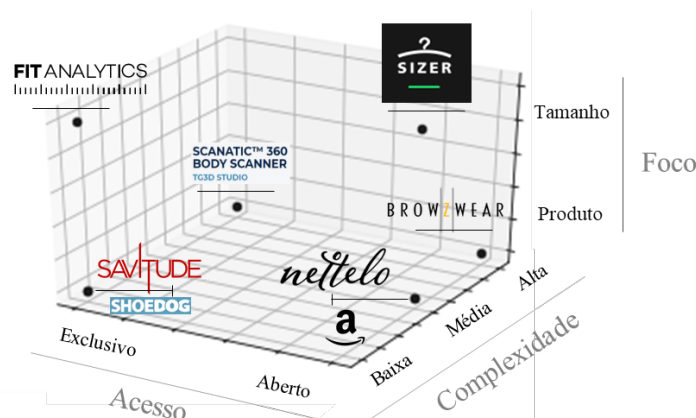 FIT ANALYTICS
SIZER
SCANATIC™ 360
BODY SCANNER
TG3D STUDIO
BROWZWEAR
SAVITUDE
SHOEDOG
nettelo
a
Tamanho
Produto
Foco
Exclusivo
Aberto
Acesso
Baixa
Média
Alta
Complexidade